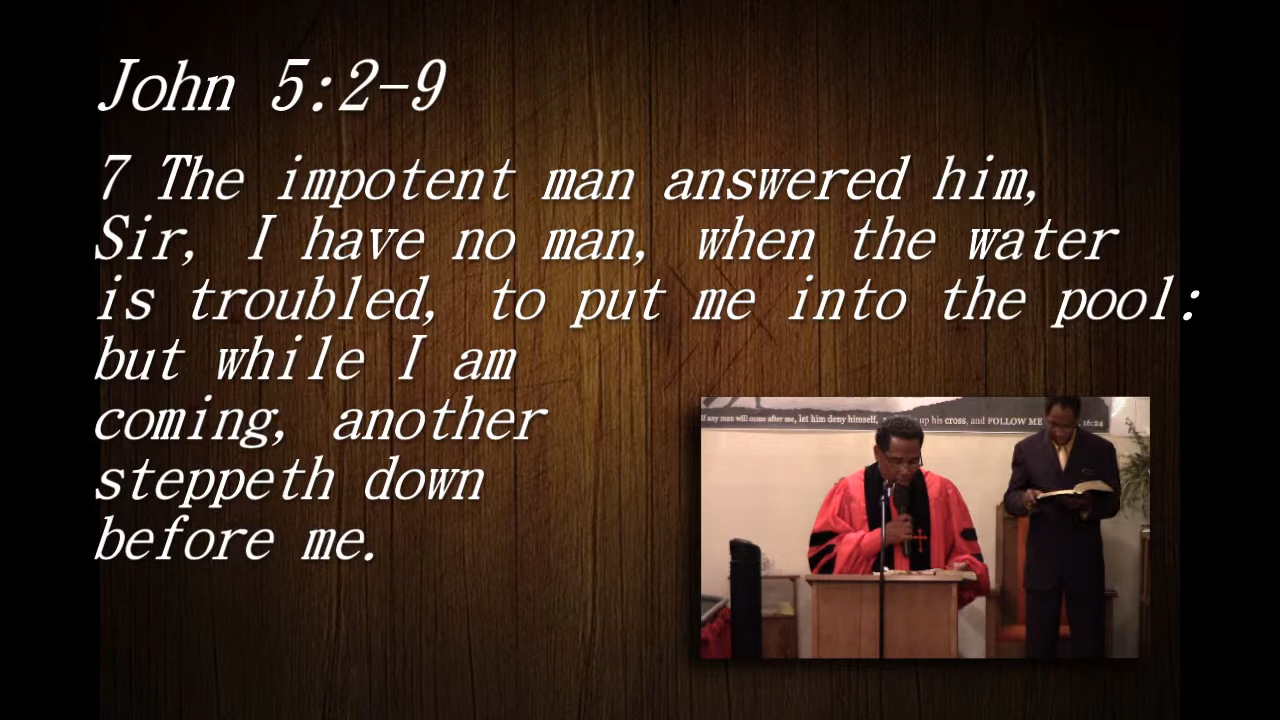 John 5:2-9
7 The impotent man answered him,
Sir, I have no man, when the water
is troubled, to put me into the pool:
but while I am
coming, another
steppeth down
before me.
If any man will come after me, let him deny himself, up his cross, and FOLLOW ME 16:24